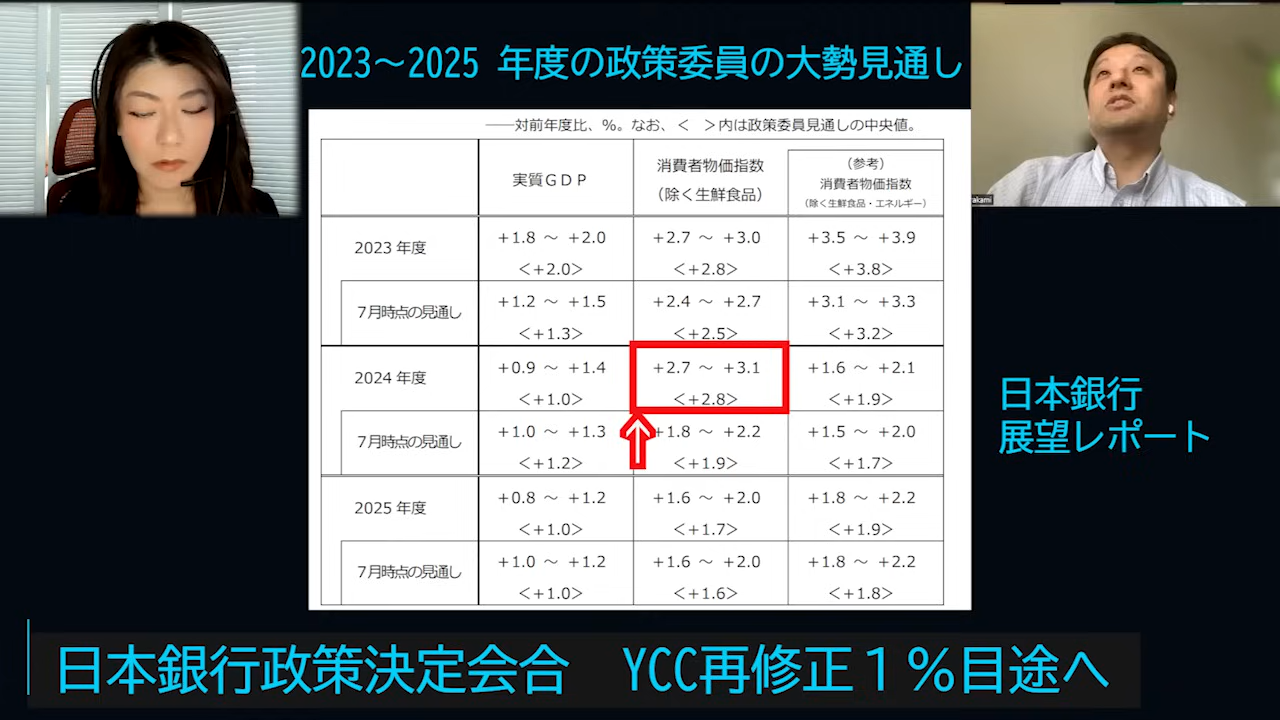 2023～2025 年度の政策委員の大勢見通し
――対前年度比、％。なお、＜　＞内は政策委員見通しの中央値。
実質ＧＤＰ
消費者物価指数
（除く生鮮食品）
（参考）
消費者物価指数
（除く生鮮食品・エネルギー）
2023 年度
＋1.8 ～ ＋2.0
＜＋2.0＞
＋2.7 ～ ＋3.0
＜＋2.8＞
＋3.5 ～ ＋3.9
＜＋3.8＞
７月時点の見通し
＋1.2 ～ ＋1.5
＜＋1.3＞
＋2.4 ～ ＋2.7
＜＋2.5＞
＋3.1 ～ ＋3.3
＜＋3.2＞
2024 年度
＋0.9 ～ ＋1.4
＜＋1.0＞
＋2.7 ～ ＋3.1
＜＋2.8＞
＋1.6 ～ ＋2.1
＜＋1.9＞
７月時点の見通し
＋1.0 ～ ＋1.3
＜＋1.2＞
＋1.8 ～ ＋2.2
＜＋1.9＞
＋1.5 ～ ＋2.0
＜＋1.7＞
2025 年度
＋0.8 ～ ＋1.2
＜＋1.0＞
＋1.6 ～ ＋2.0
＜＋1.7＞
＋1.8 ～ ＋2.2
＜＋1.9＞
７月時点の見通し
＋1.0 ～ ＋1.2
＜＋1.0＞
＋1.6 ～ ＋2.0
＜＋1.6＞
＋1.8 ～ ＋2.2
＜＋1.8＞
日本銀行
展望レポート
日本銀行政策決定会合　YCC再修正１％目途へ